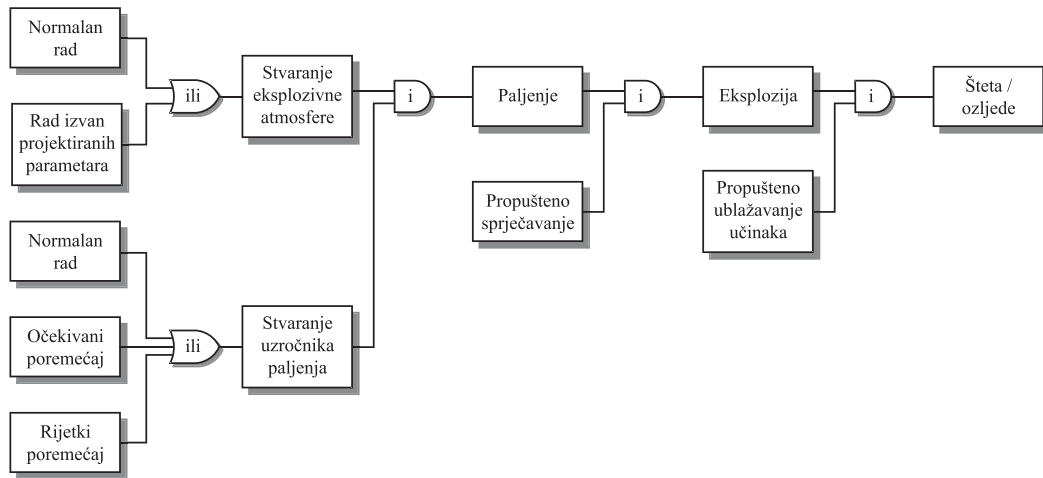 Normalan
rad
ili
Rad izvan
projektiranih
parametara
Stvaranje
eksplozivne
atmosfere
i
Paljenje
i
Eksplozija
i
Šteta /
ozljede
Propušteno
sprječavanje
Propušteno
ublažavanje
učinaka
Normalan
rad
Očekivani
poremećaj
Rijetki
poremećaj
ili
Stvaranje
uzročnika
paljenja